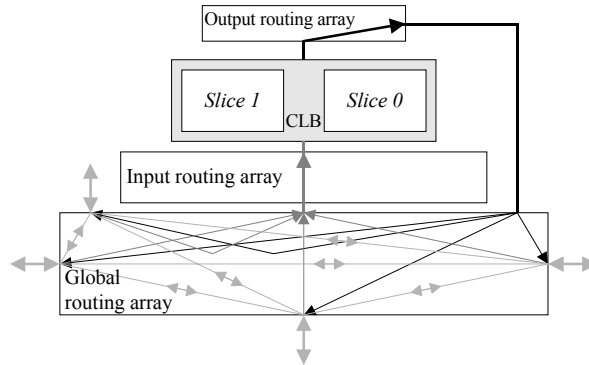 Output routing array
Slice 1
Slice 0
CLB
Input routing array
Global
routing array